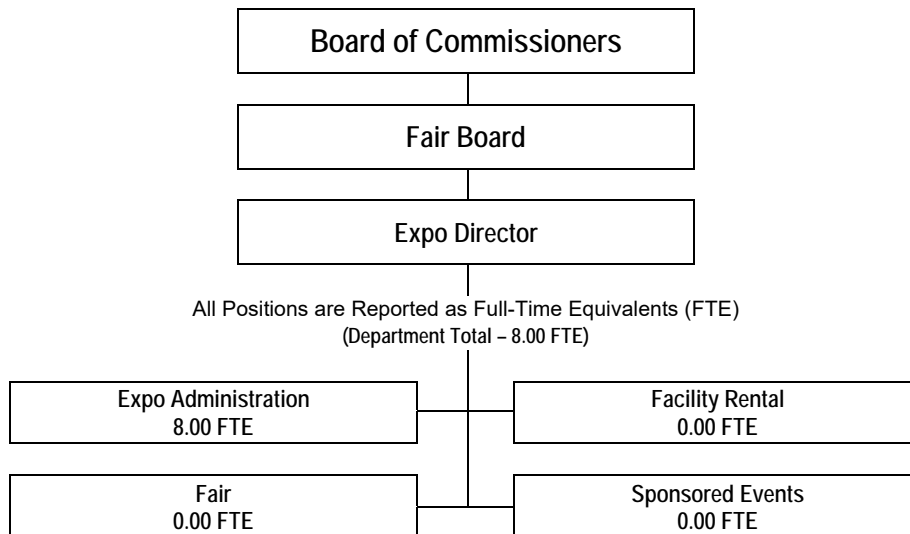 Board of Commissioners
Fair Board
Expo Director
All Positions are Reported as Full-Time Equivalents (FTE)
(Department Total – 8.00 FTE)
Expo Administration
8.00 FTE
Facility Rental
0.00 FTE
Fair
0.00 FTE
Sponsored Events
0.00 FTE